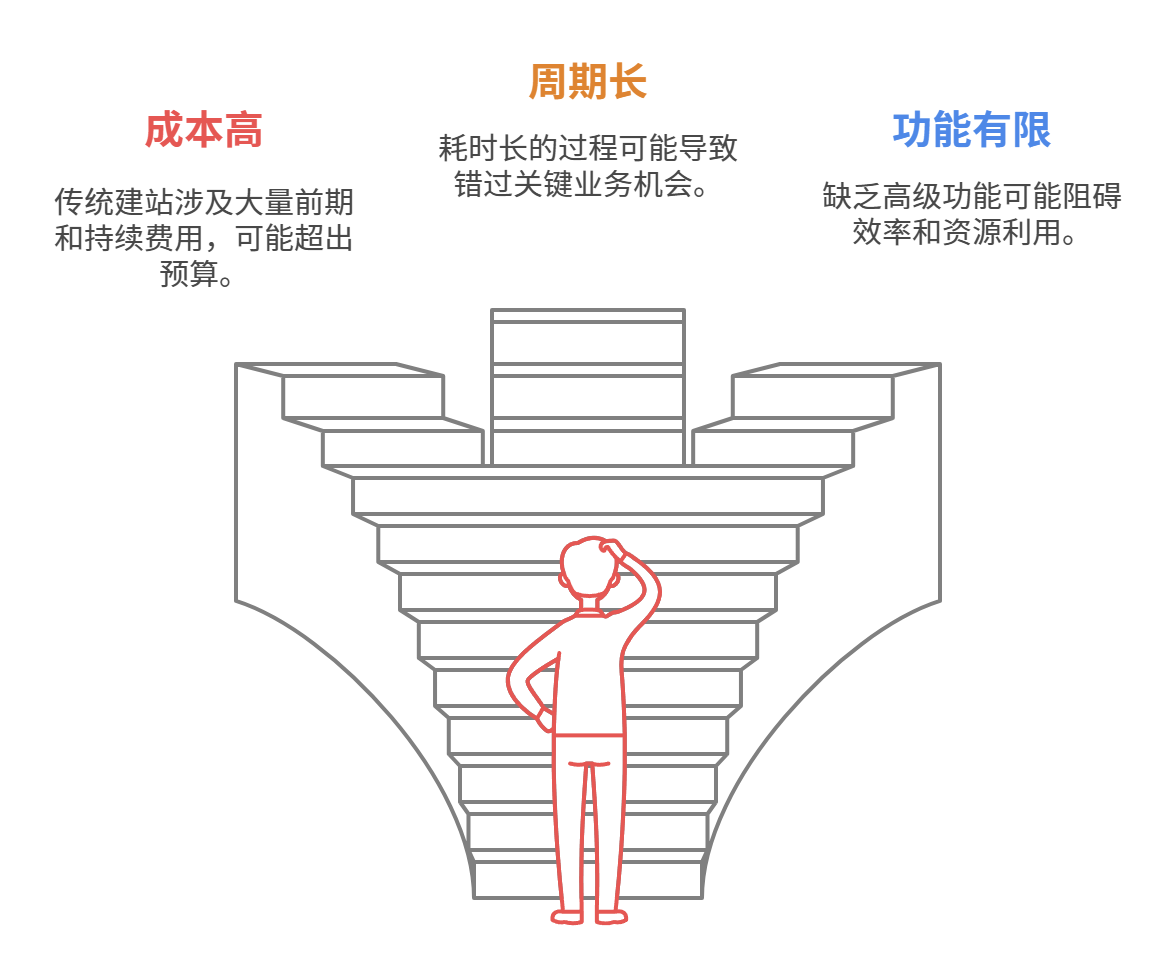 成本高
传统建站涉及大量前期
和持续费用，可能超出
预算。
周期长
耗时长的过程可能导致
错过关键业务机会。
功能有限
缺乏高级功能可能阻碍
效率和资源利用。